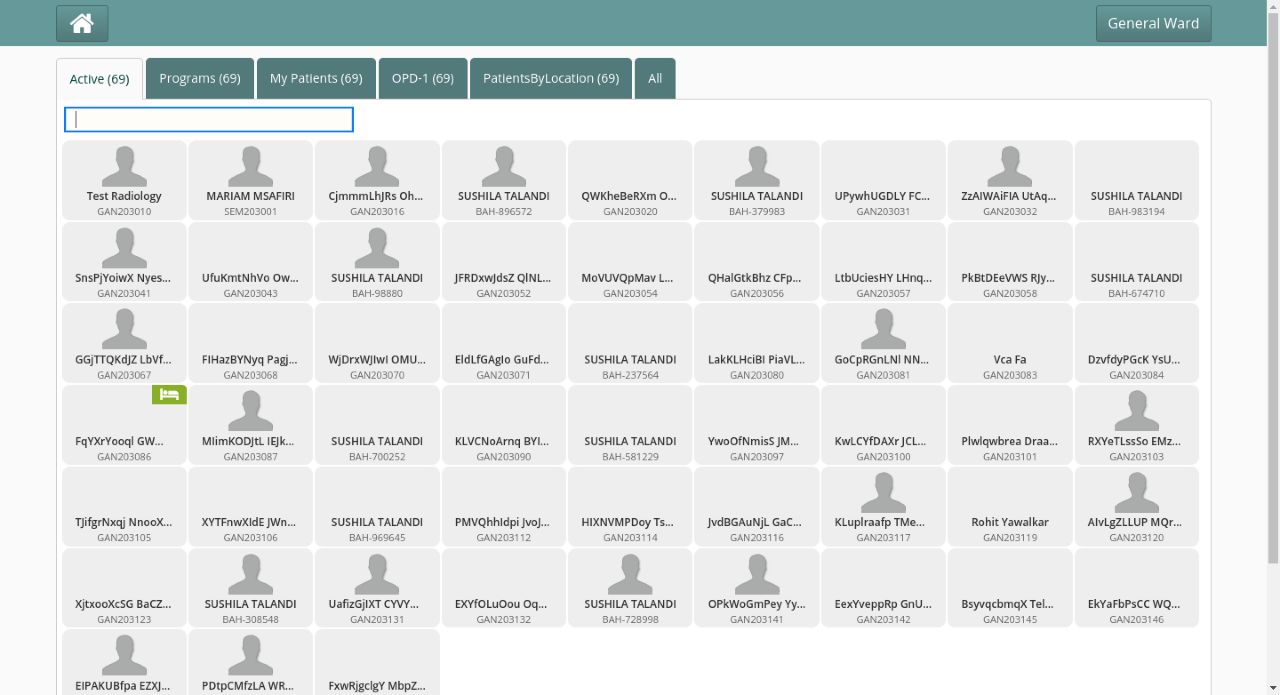 General Ward
Active (69)
Programs (69)
My Patients (69)
OPD-1 (69)
PatientsByLocation (69)
All
Test Radiology
GAN203010
MARIAM MSAFIRI
SEM203001
CjmmmLhJRs Oh...
GAN203016
SUSHILA TALANDI
BAH-896572
QWKheBeRXm O...
GAN203020
SUSHILA TALANDI
BAH-379983
UPywhUGDLY FC...
GAN203031
ZzAIWAiFIA UtAq...
GAN203032
SUSHILA TALANDI
BAH-983194
SnsPjYoiwX Nyes...
GAN203041
UfuKmtNhVo Ow...
GAN203043
SUSHILA TALANDI
BAH-98880
JFRDxwJdsZ QlNL...
GAN203052
MoVUVQpMav L...
GAN203054
QHalGtkBhz CFp...
GAN203056
LtbUciesHY LHnq...
GAN203057
PkBtDEeVWS RJy...
GAN203058
SUSHILA TALANDI
BAH-674710
GGjTTQKdJZ LbVf...
GAN203067
FIHazBYNyq Pagj...
GAN203068
WjDrxWJIwI OMU...
GAN203070
EldLfGAgIo GuFd...
GAN203071
SUSHILA TALANDI
BAH-237564
LakKLHciBI PiaVL...
GAN203080
GoCpRGnLNl NN...
GAN203081
Vca Fa
GAN203083
DzvfdyPGcK YsU...
GAN203084
FqYXrYooql GW...
GAN203086
MIimKODJtL IEJk...
GAN203087
SUSHILA TALANDI
BAH-700252
KLVCNoArnq BYI...
GAN203090
SUSHILA TALANDI
BAH-581229
YwoOfNmisS JM...
GAN203097
KwLCYfDAXr JCL...
GAN203100
Plwlqwbrea Draa...
GAN203101
RXYeTLssSo EMz...
GAN203103
TJifgrNxqj NnooX...
GAN203105
XYTFnwXIdE JWn...
GAN203106
SUSHILA TALANDI
BAH-969645
PMVQhhIdpi JvoJ...
GAN203112
HIXNVMPDoy Ts...
GAN203114
JvdBGAuNjL GaC...
GAN203116
KLuplraafp TMe...
GAN203117
Rohit Yawalkar
GAN203119
AIvLgZLLUP MQr...
GAN203120
XjtxooXcSG BaCZ...
GAN203123
SUSHILA TALANDI
BAH-308548
UafizGjIXT CYVY...
GAN203131
EXYfOLuOou Oq...
GAN203132
SUSHILA TALANDI
BAH-728998
OPkWoGmPey Yy...
GAN203141
EexYveppRp GnU...
GAN203142
BsyvqcbmqX Tel...
GAN203145
EkYaFbPsCC WQ...
GAN203146
EIPAKUBfpa EZXJ...
PDtpCMfzLA WR...
FxwRjgclgY MbpZ...